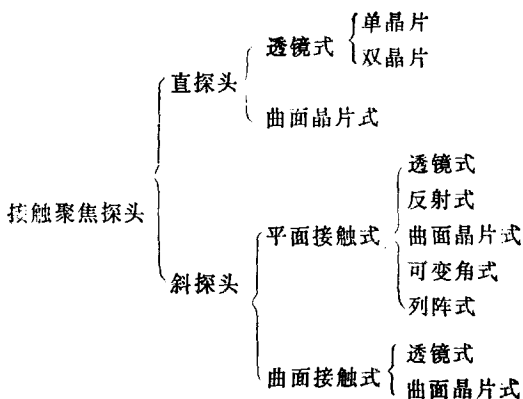 单晶片
透镜式
双晶片
直探头
曲面晶片式
透镜式
反射式
接触聚焦探头
平面接触式
曲面晶片式
可变角式
斜探头
列阵式
透镜式
曲面接触式
曲面晶片式